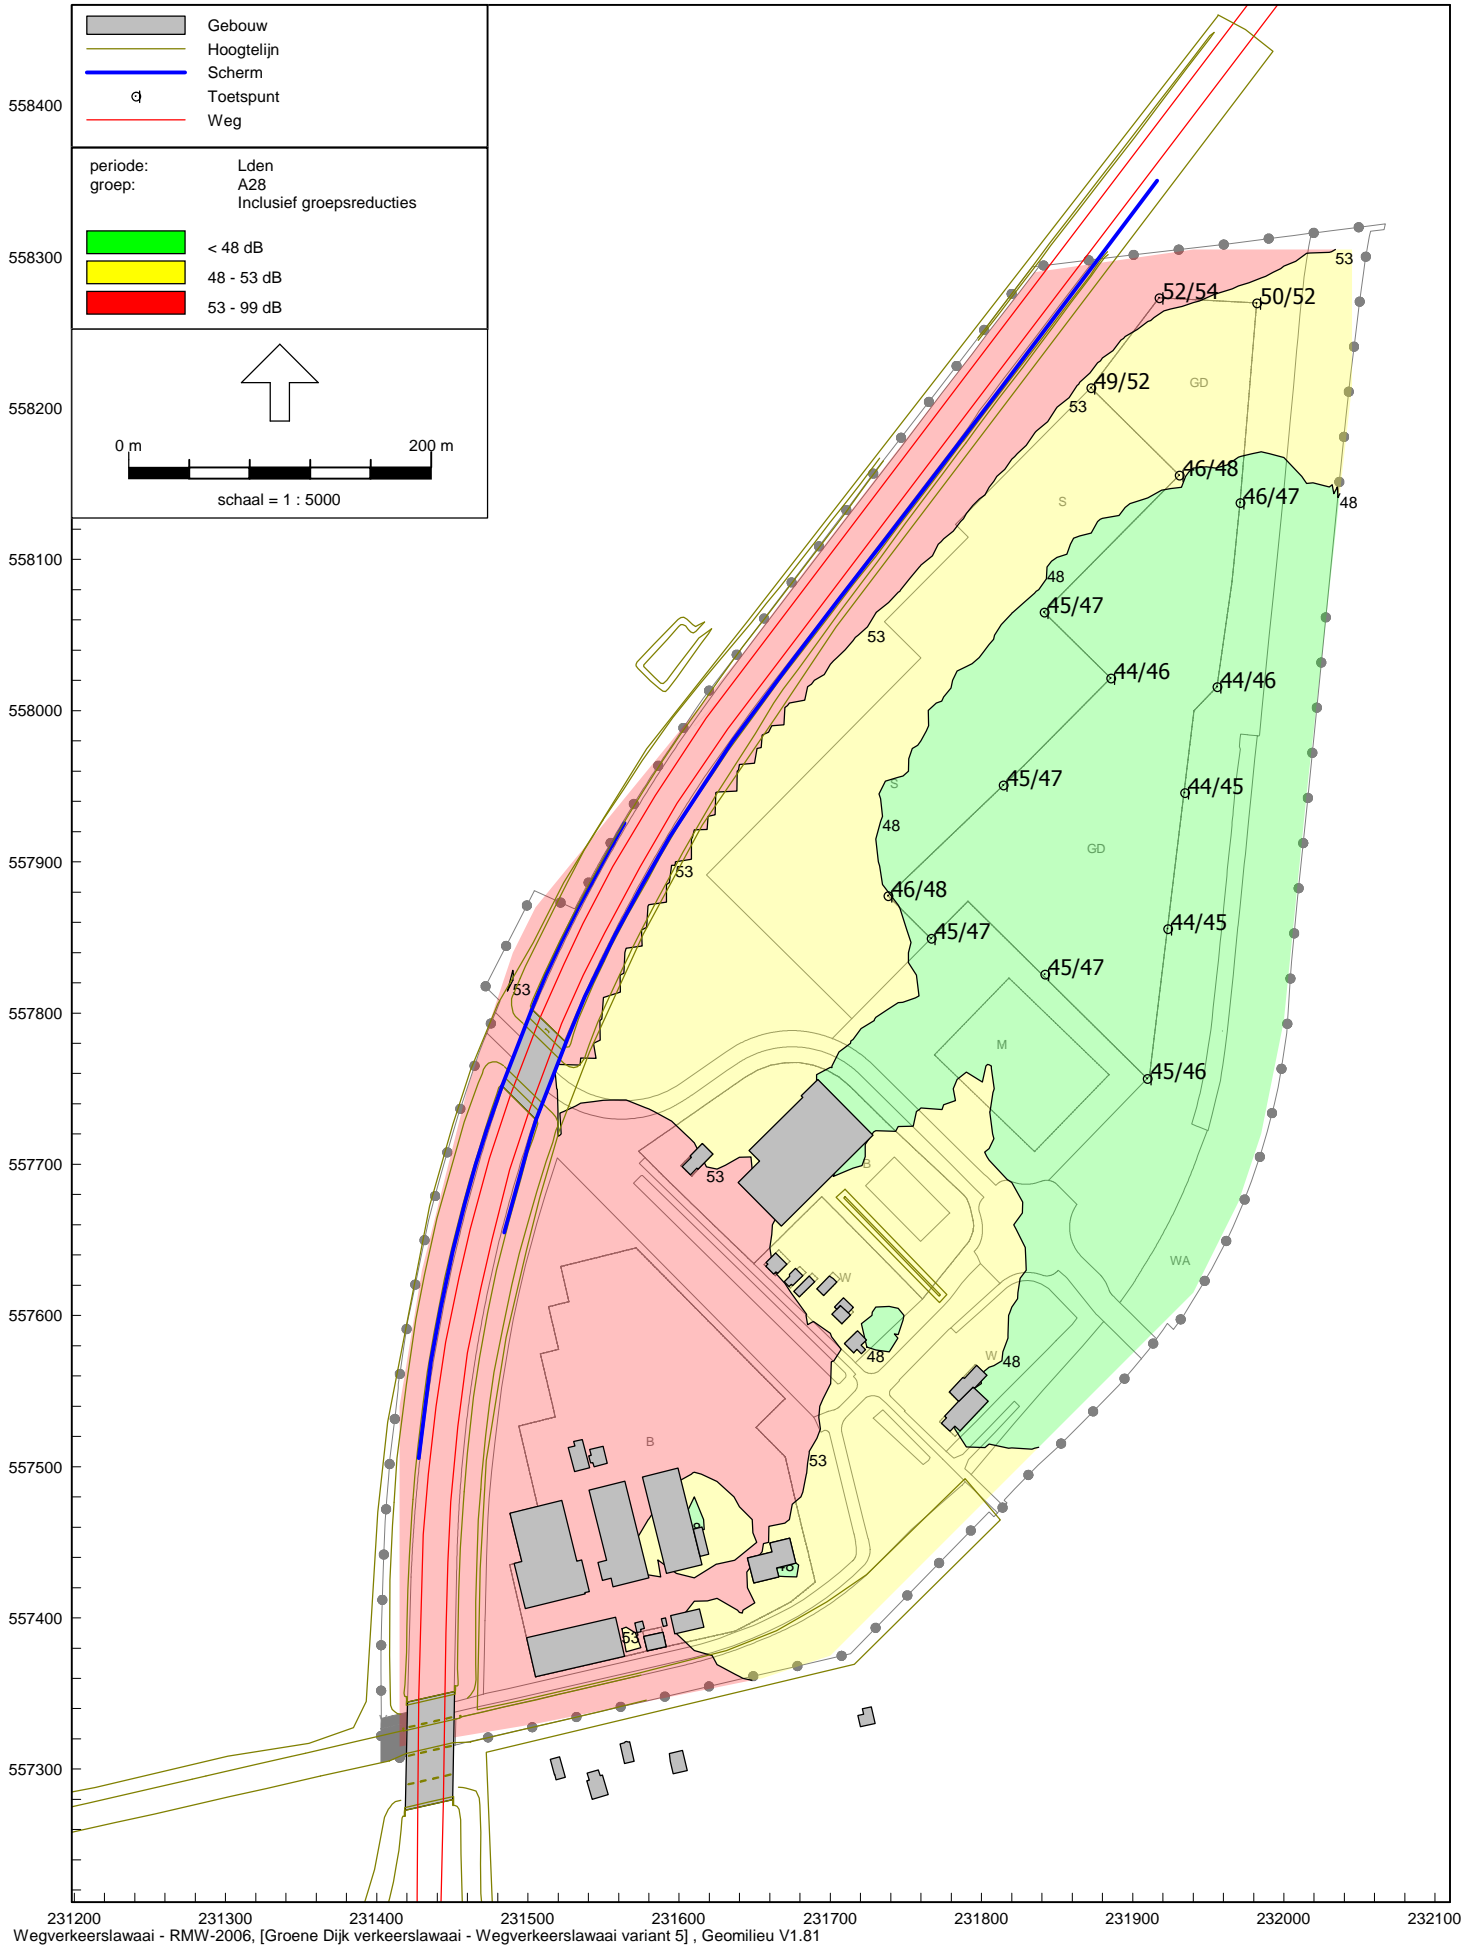 Gebouw
Hoogtelijn
Scherm
Toetspunt
Weg
periode: Lden
groep: A28
Inclusief groepsreducties
< 48 dB
48 - 53 dB
53 - 99 dB
0 m 200 m
schaal = 1 : 5000
558400
558300
558200
558100
558000
557900
557800
557700
557600
557500
557400
557300
53
52/54
50/52
49/52
GD
53
46/48
S
46/47
48
48
45/47
53
44/46
44/46
45/47
44/45
S
48
GD
53
46/48
45/47
44/45
45/47
53
M
45/46
B
53
WA
W
48
W
48
B
53
53
231200 231300 231400 231500 231600 231700 231800 231900 232000 232100
Wegverkeerslawaai - RMW-2006, [Groene Dijk verkeerslawaai - Wegverkeerslawaai variant 5] , Geomilieu V1.81